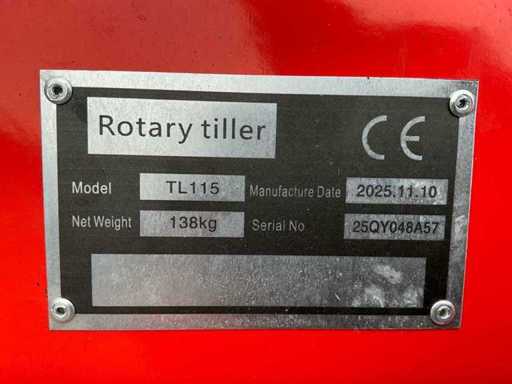 Rotary tiller
CE
Model TL115 Manufacture Date 2025.11.10
Net Weight 138kg Serial No 25QY048A57